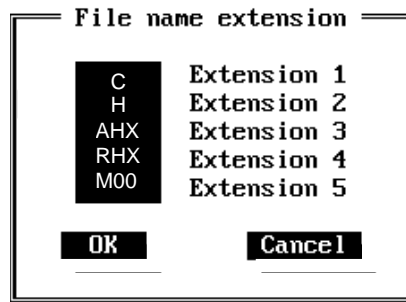 File name extension
C Extension 1
H Extension 2
AHX Extension 3
RHX Extension 4
M00 Extension 5
OK Cancel